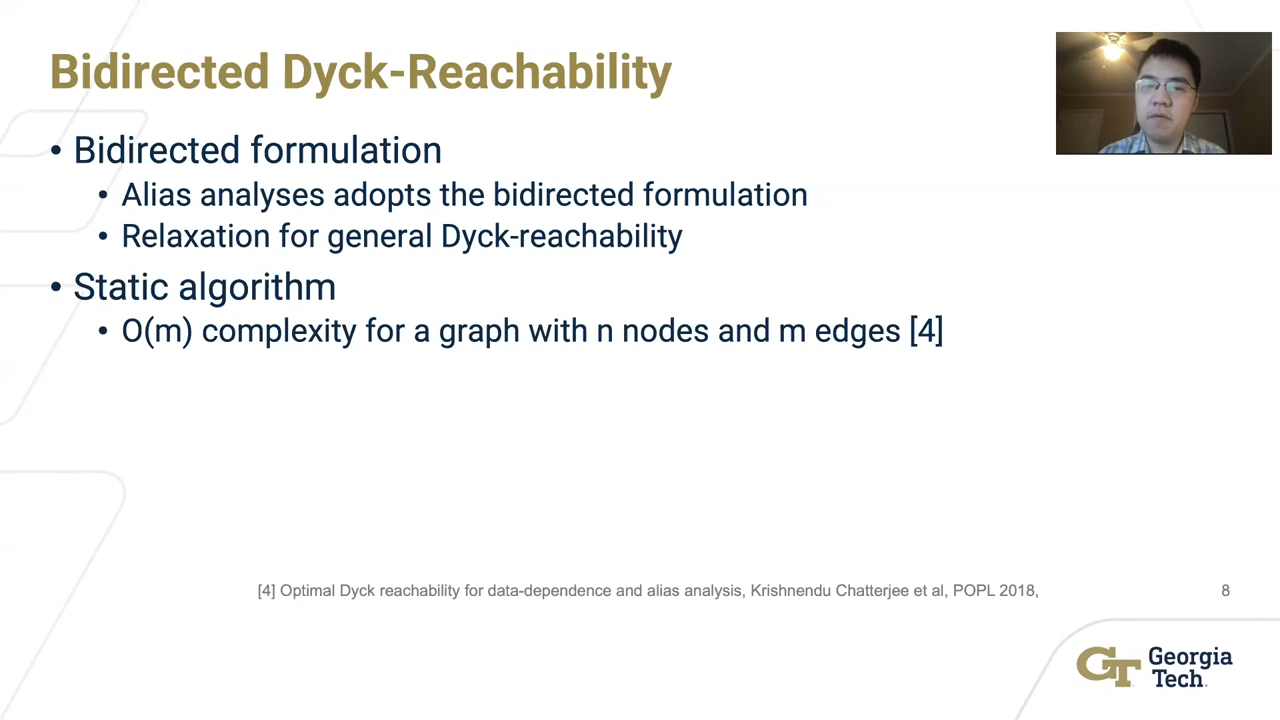 Bidirected Dyck-Reachability
• Bidirected formulation
• Alias analyses adopts the bidirected formulation
• Relaxation for general Dyck-reachability
• Static algorithm
• O(m) complexity for a graph with n nodes and m edges [4]
[4] Optimal Dyck reachability for data-dependence and alias analysis, Krishnendu Chatterjee et al, POPL 2018,
8
GT Georgia
Tech